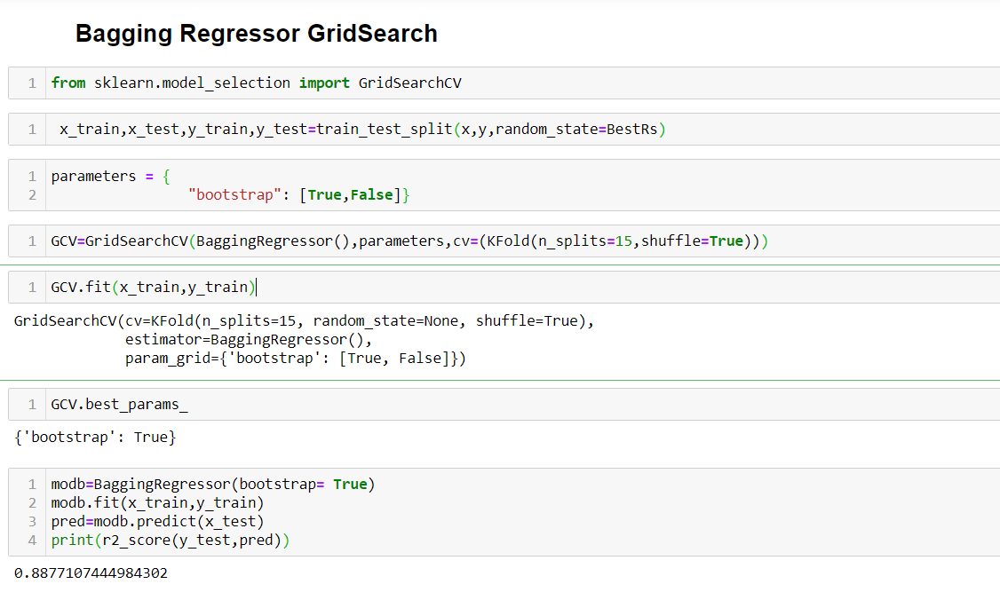 Bagging Regressor GridSearch
1 from sklearn.model_selection import GridSearchCV
1 x_train,x_test,y_train,y_test=train_test_split(x,y,random_state=BestRs)
1 parameters = {
2 "bootstrap": [True,False]}
1 GCV=GridSearchCV(BaggingRegressor(),parameters,cv=(KFold(n_splits=15,shuffle=True)))
1 GCV.fit(x_train,y_train)
GridSearchCV(cv=KFold(n_splits=15, random_state=None, shuffle=True),
estimator=BaggingRegressor(),
param_grid={'bootstrap': [True, False]})
1 GCV.best_params_
{'bootstrap': True}
1 modb=BaggingRegressor(bootstrap= True)
2 modb.fit(x_train,y_train)
3 pred=modb.predict(x_test)
4 print(r2_score(y_test,pred))
0.8877107444984302